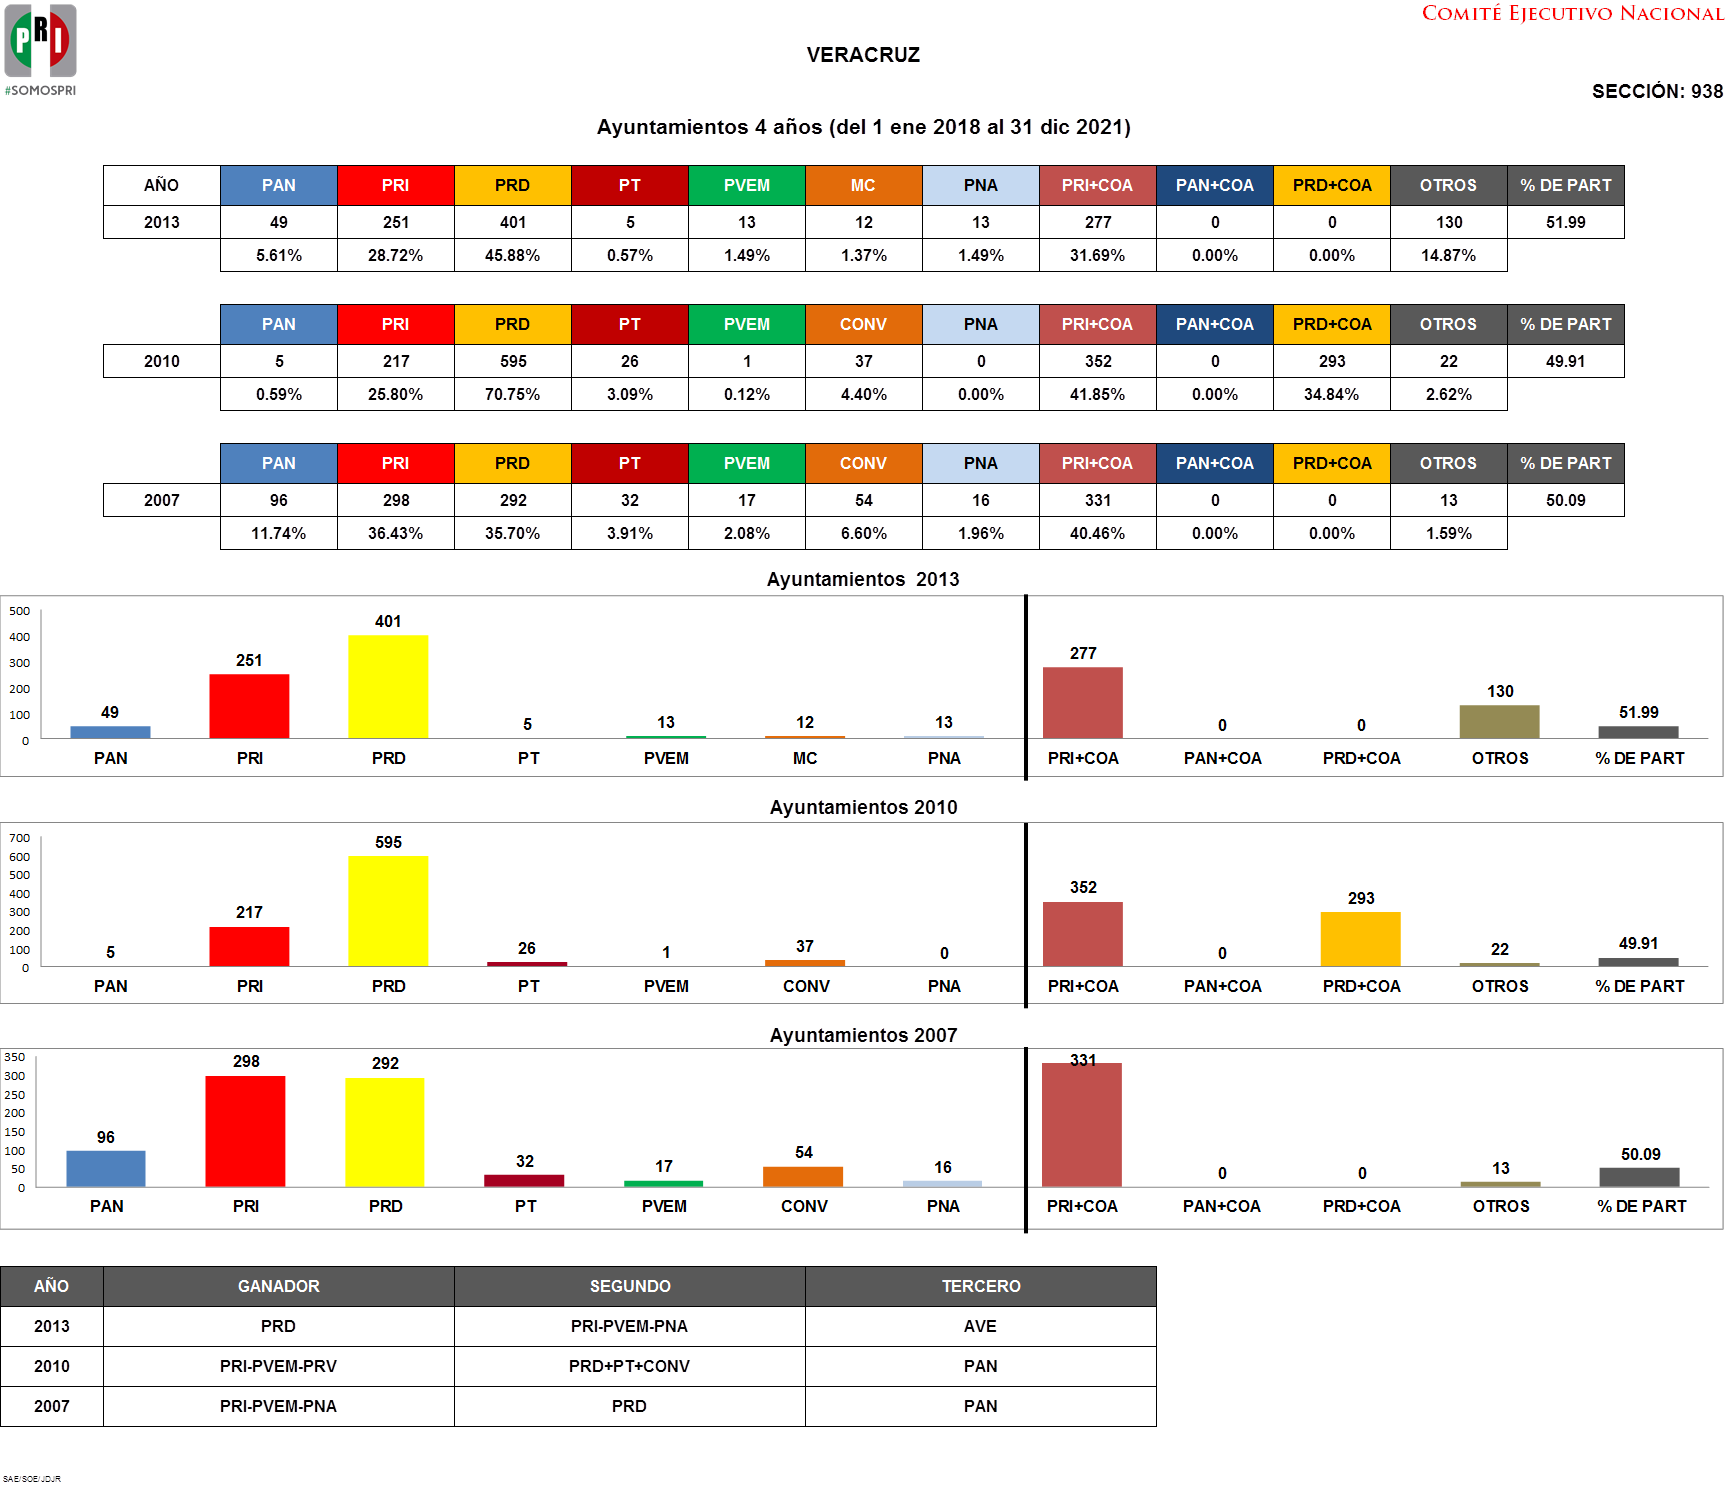 PRI
#SOMOSPRI
COMITÉ EJECUTIVO NACIONAL
VERACRUZ
SECCIÓN: 938
Ayuntamientos 4 años (del 1 ene 2018 al 31 dic 2021)
AÑO PAN PRI PRD PT PVEM MC PNA PRI+COA PAN+COA PRD+COA OTROS % DE PART
2013 49 251 401 5 13 12 13 277 0 0 130 51.99
5.61% 28.72% 45.88% 0.57% 1.49% 1.37% 1.49% 31.69% 0.00% 0.00% 14.87%
PAN PRI PRD PT PVEM CONV PNA PRI+COA PAN+COA PRD+COA OTROS % DE PART
2010 5 217 595 26 1 37 0 352 0 293 22 49.91
0.59% 25.80% 70.75% 3.09% 0.12% 4.40% 0.00% 41.85% 0.00% 34.84% 2.62%
PAN PRI PRD PT PVEM CONV PNA PRI+COA PAN+COA PRD+COA OTROS % DE PART
2007 96 298 292 32 17 54 16 331 0 0 13 50.09
11.74% 36.43% 35.70% 3.91% 2.08% 6.60% 1.96% 40.46% 0.00% 0.00% 1.59%
Ayuntamientos 2013
500
400
300
200
100
0
49 251 401 5 13 12 13 277 0 0 130 51.99
PAN PRI PRD PT PVEM MC PNA PRI+COA PAN+COA PRD+COA OTROS % DE PART
Ayuntamientos 2010
700
600
500
400
300
200
100
0
5 217 595 26 1 37 0 352 0 293 22 49.91
PAN PRI PRD PT PVEM CONV PNA PRI+COA PAN+COA PRD+COA OTROS % DE PART
Ayuntamientos 2007
350
300
250
200
150
100
50
0
96 298 292 32 17 54 16 331 0 0 13 50.09
PAN PRI PRD PT PVEM CONV PNA PRI+COA PAN+COA PRD+COA OTROS % DE PART
AÑO GANADOR SEGUNDO TERCERO
2013 PRD PRI-PVEM-PNA AVE
2010 PRI-PVEM-PRV PRD+PT+CONV PAN
2007 PRI-PVEM-PNA PRD PAN
SAE/SOE/JDJR